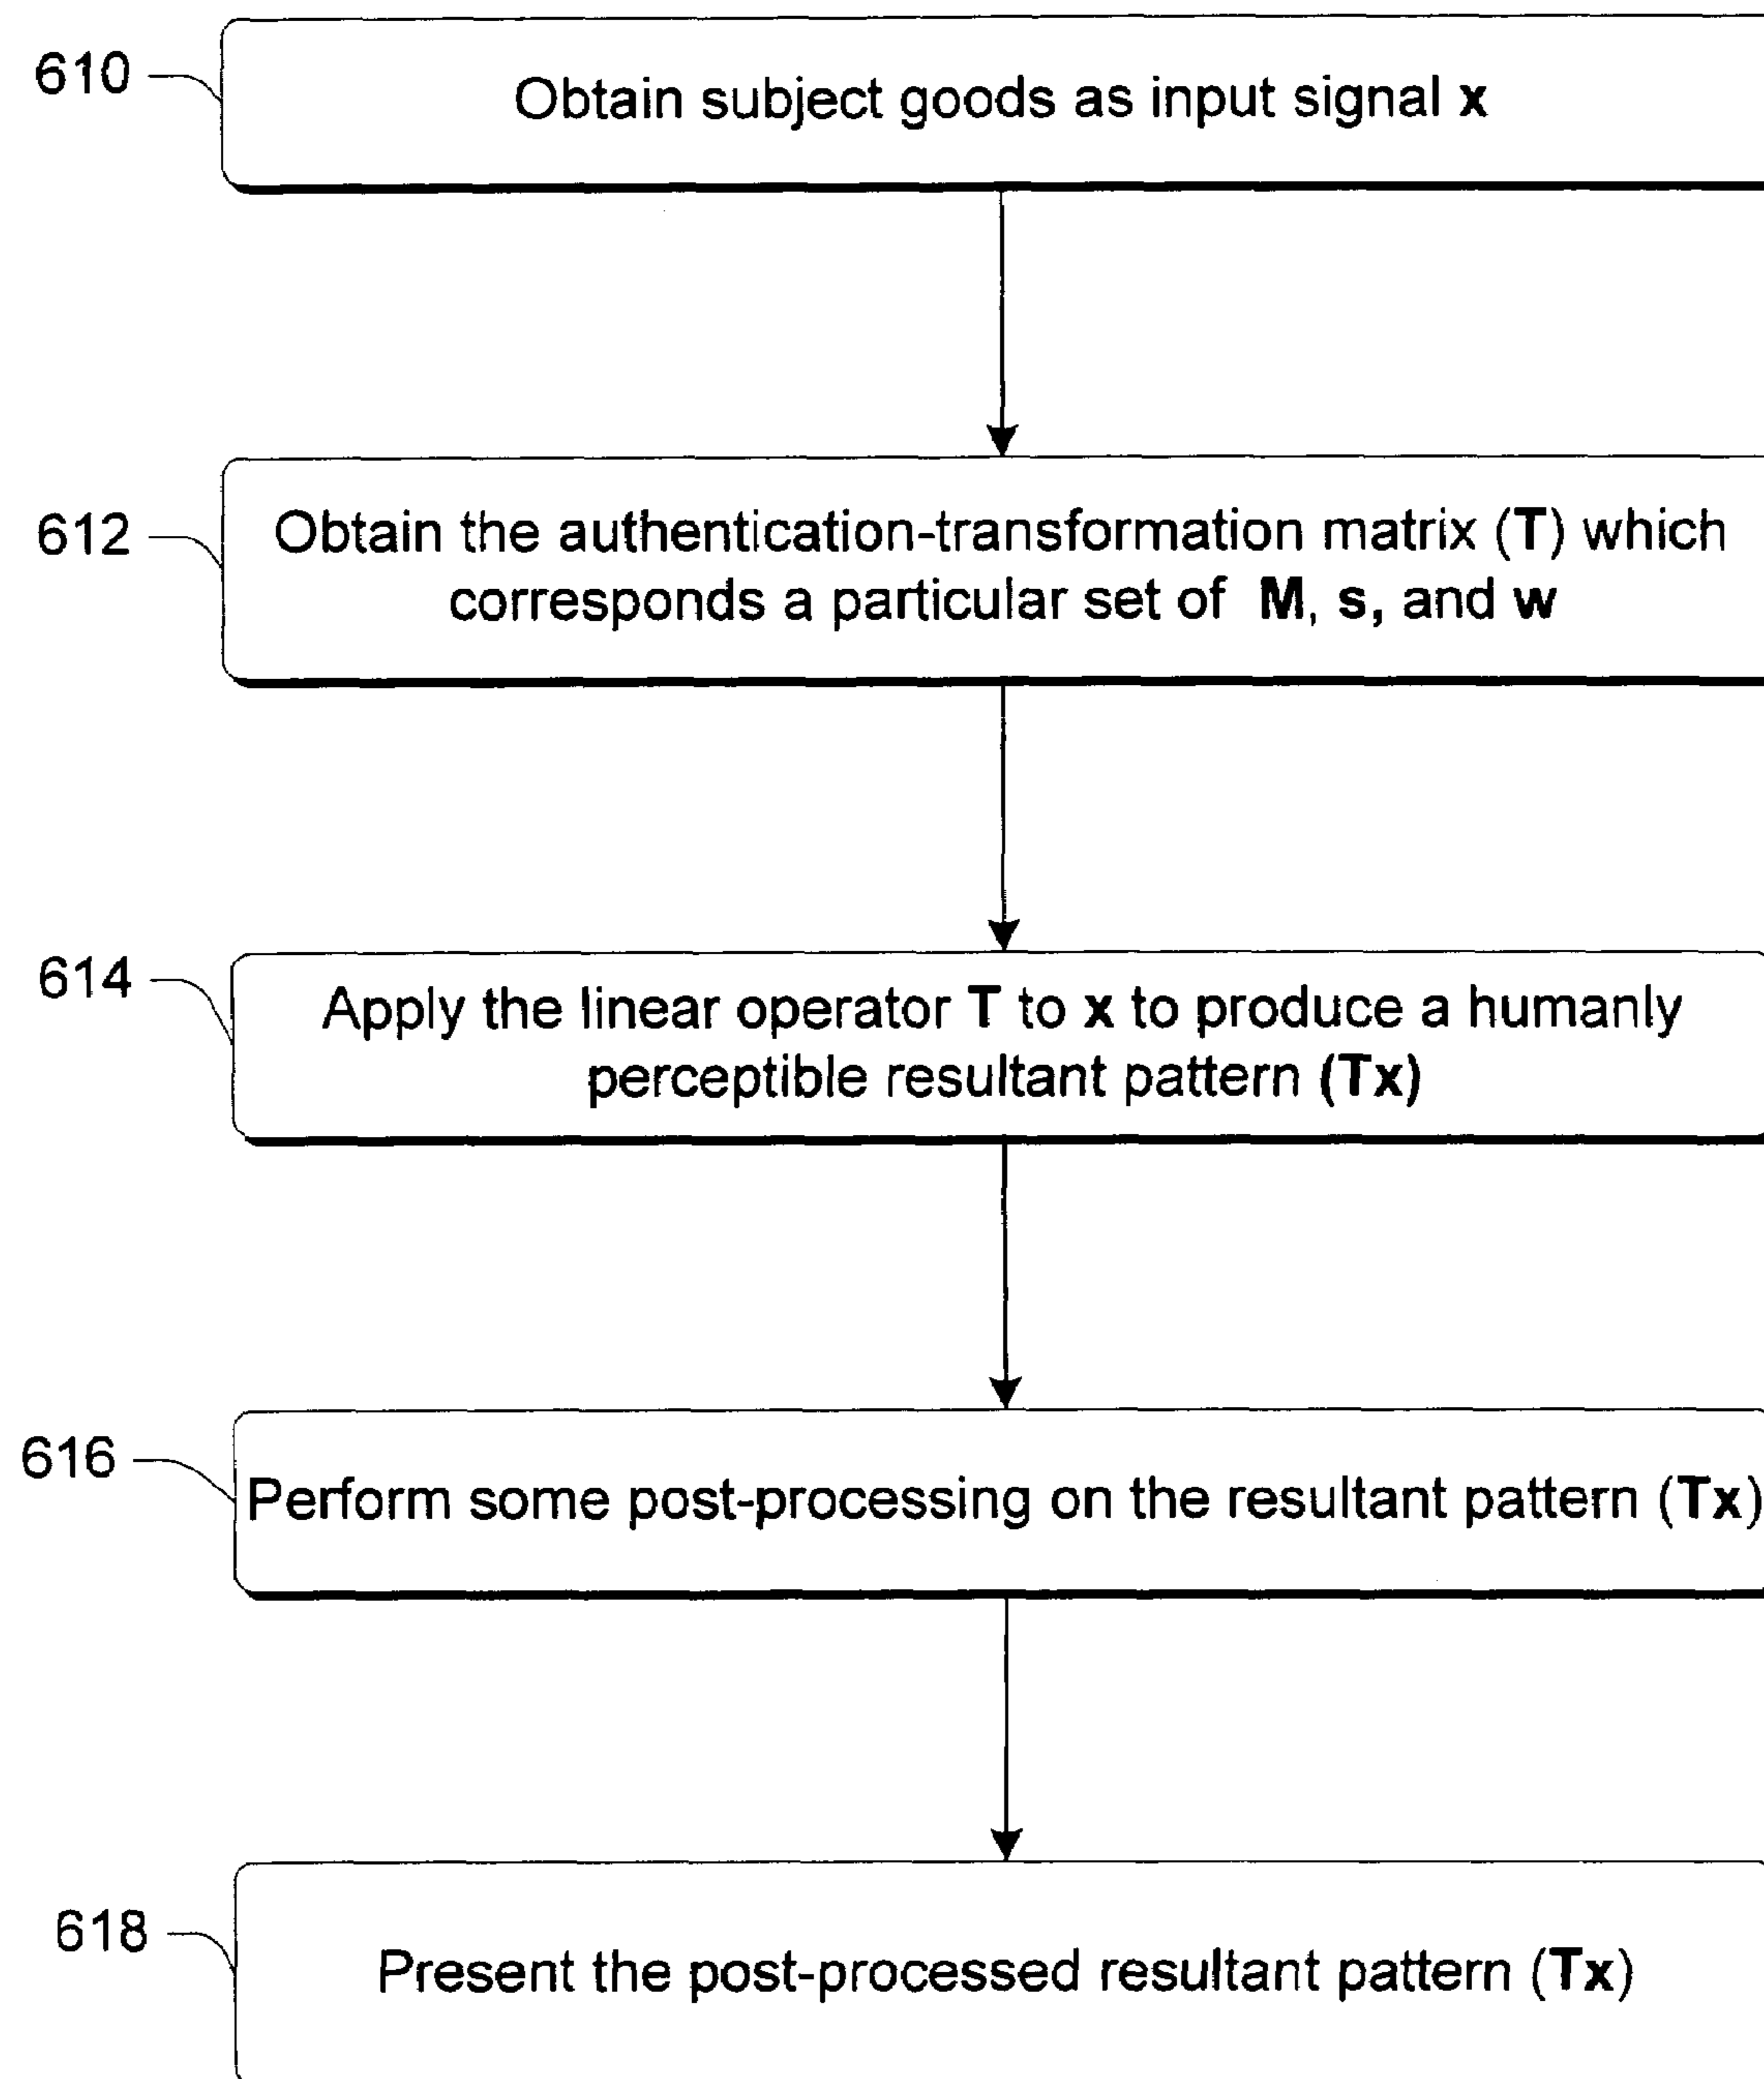 610
Obtain subject goods as input signal x
612
Obtain the authentication-transformation matrix (T) which
corresponds a particular set of M, s, and w
614
Apply the linear operator T to x to produce a humanly
perceptible resultant pattern (Tx)
616
Perform some post-processing on the resultant pattern (Tx)
618
Present the post-processed resultant pattern (Tx)